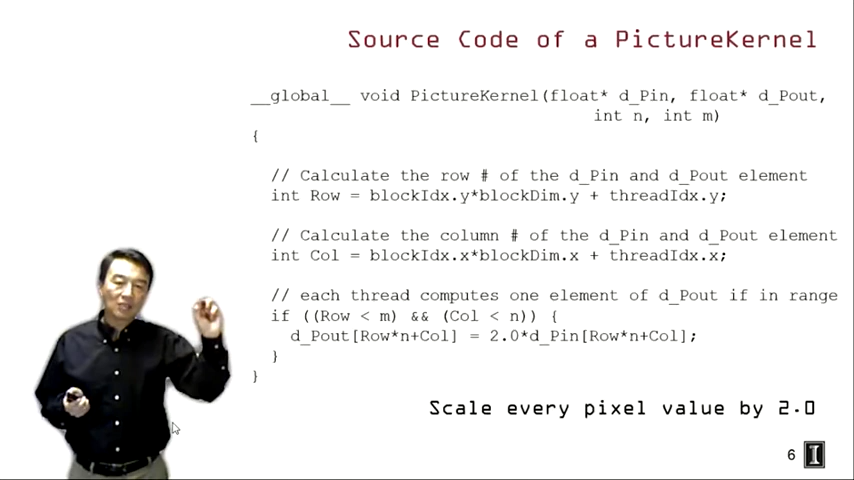 Source Code of a PictureKernel
__global__ void PictureKernel(float* d_Pin, float* d_Pout,
int n, int m)
{
// Calculate the row # of the d_Pin and d_Pout element
int Row = blockIdx.y*blockDim.y + threadIdx.y;
// Calculate the column # of the d_Pin and d_Pout element
int Col = blockIdx.x*blockDim.x + threadIdx.x;
// each thread computes one element of d_Pout if in range
if ((Row < m) && (Col < n)) {
d_Pout[Row*n+Col] = 2.0*d_Pin[Row*n+Col];
}
}
Scale every pixel value by 2.0
6 I